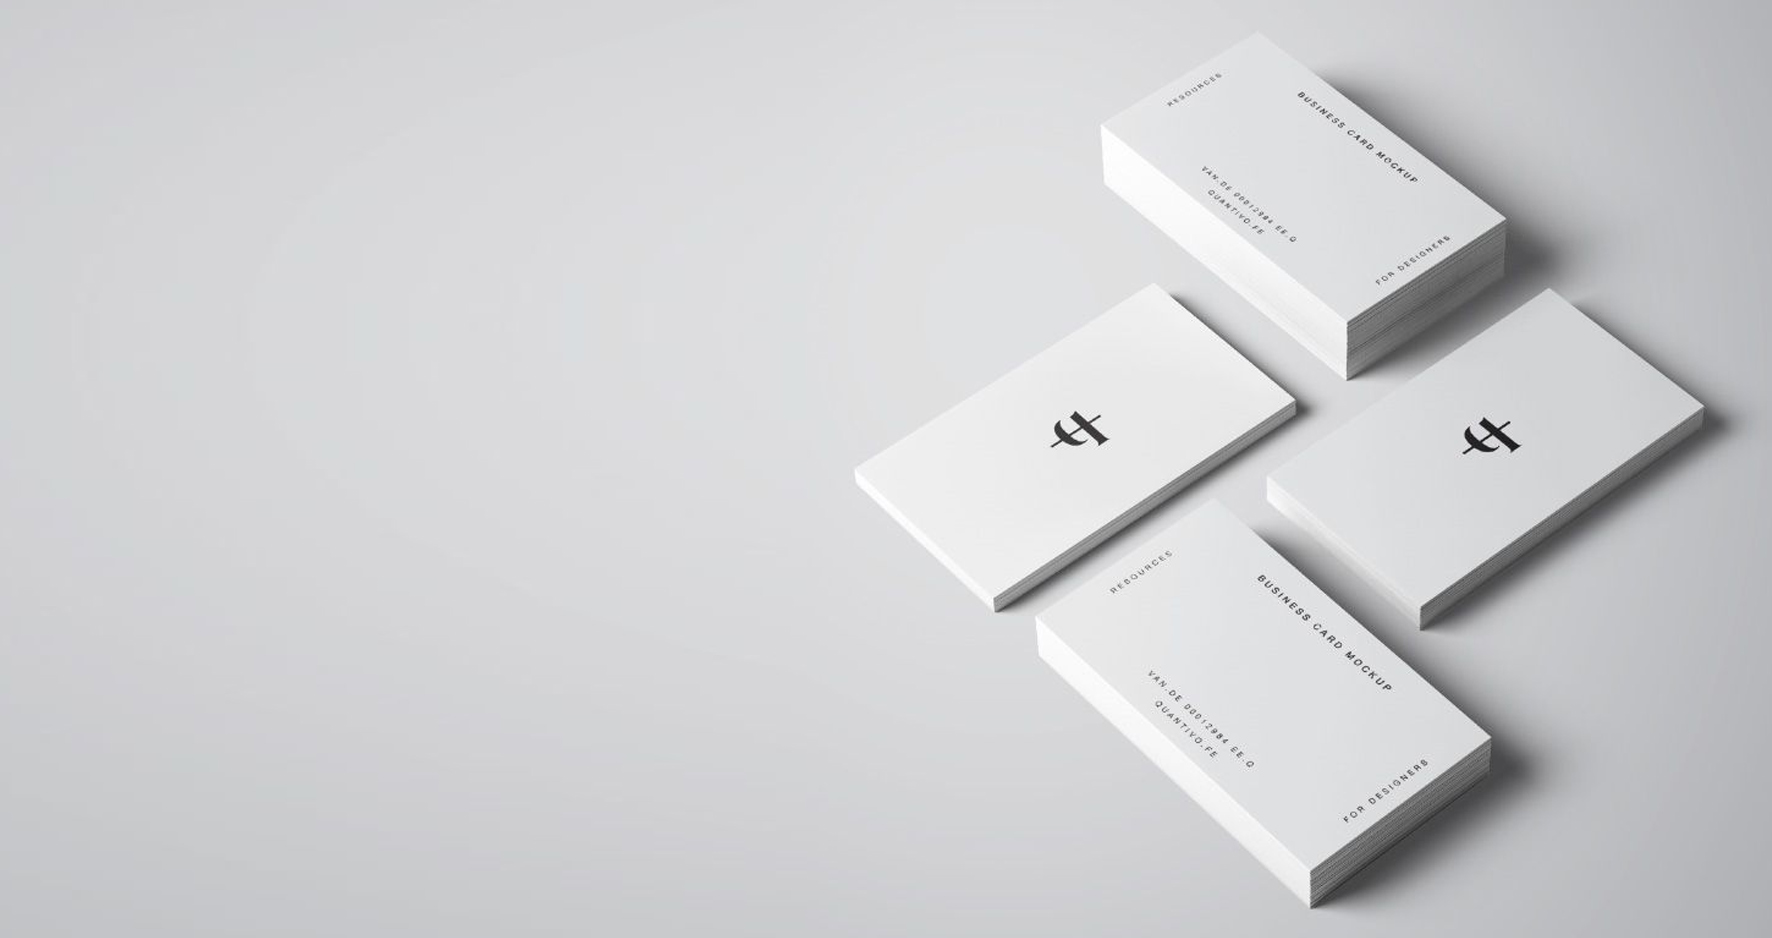 RESOURCES
BUSINESS CARD MOCKUP
VAN.DE 00012984 EE.Q
QUANTIVO.FE
FOR DESIGNERS
RESOURCES
BUSINESS CARD MOCKUP
VAN.DE 00012984 EE.Q
QUANTIVO.FE
FOR DESIGNERS